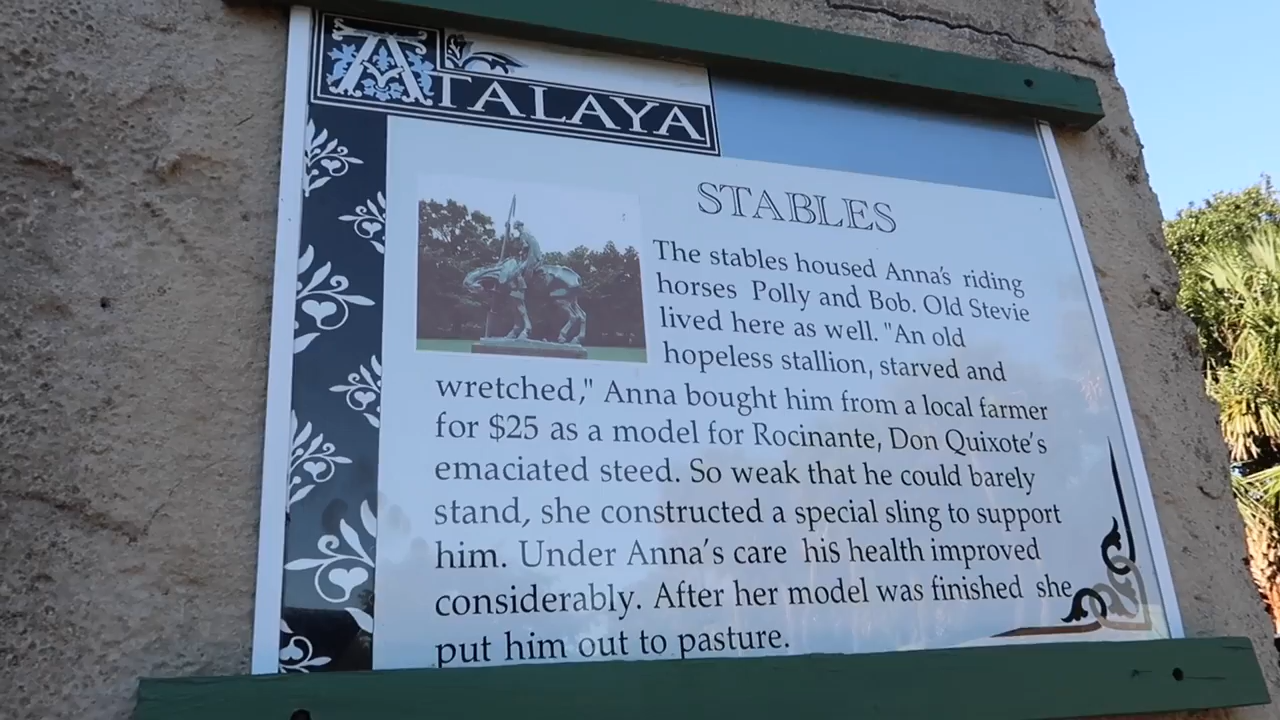 ATALAYA
STABLES
The stables housed Anna's riding
horses Polly and Bob. Old Stevie
lived here as well. "An old
hopeless stallion, starved and
wretched," Anna bought him from a local farmer
for $25 as a model for Rocinante, Don Quixote's
emaciated steed. So weak that he could barely
stand, she constructed a special sling to support
him. Under Anna's care his health improved
considerably. After her model was finished she
put him out to pasture.